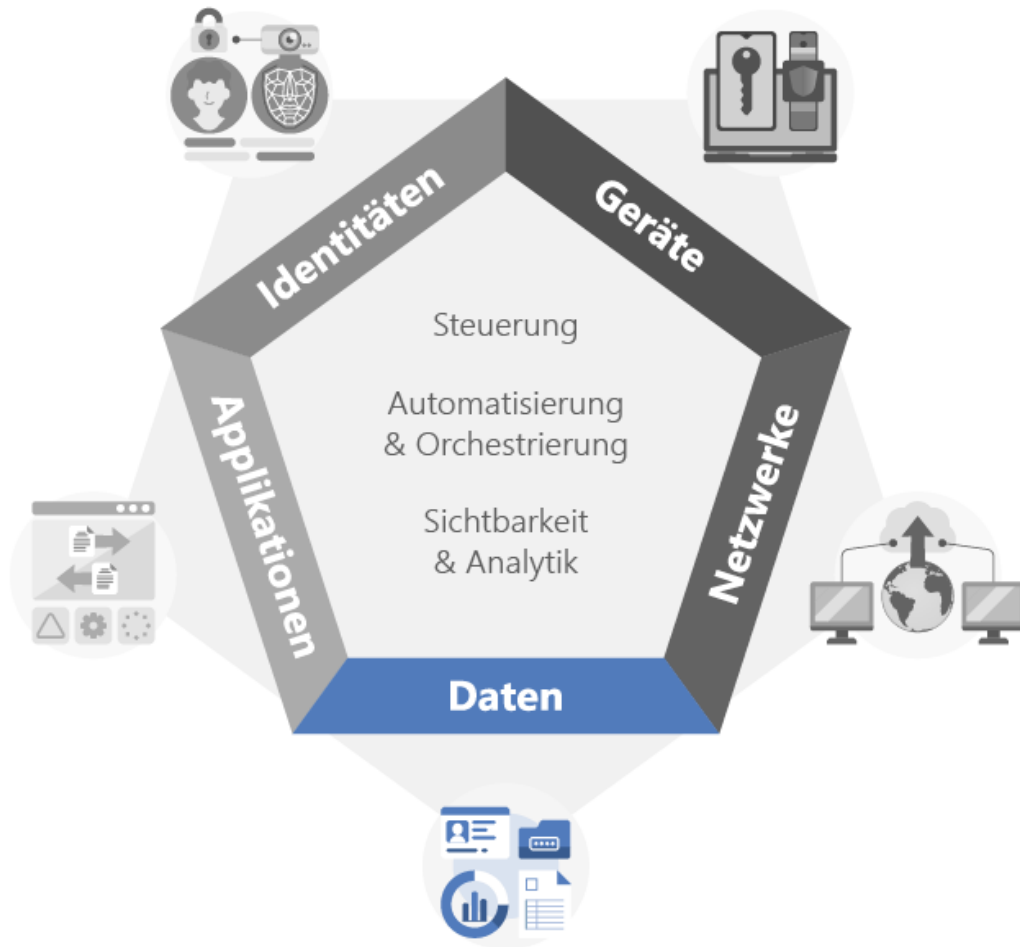 Identitäten
Geräte
Steuerung
Automatisierung
& Orchestrierung
Sichtbarkeit
& Analytik
Applikationen
Netzwerke
Daten